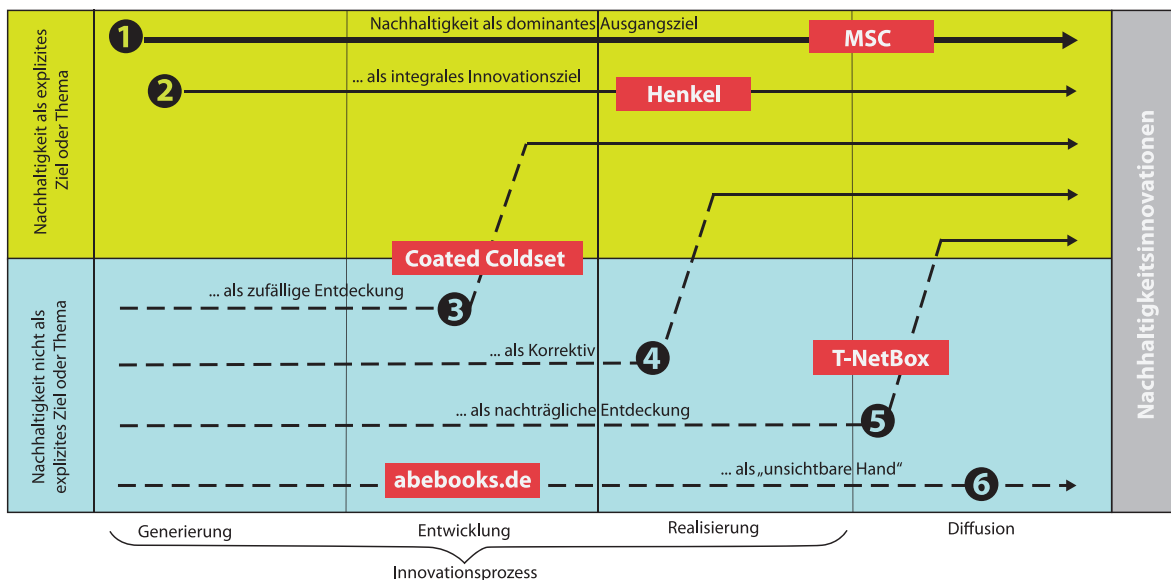 Nachhaltigkeit als explizites
Ziel oder Thema
1
Nachhaltigkeit als dominantes Ausgangsziel
MSC
2
... als integrales Innovationsziel
Henkel
Coated Coldset
Nachhaltigkeit nicht als
explizites Ziel oder Thema
... als zufällige Entdeckung
3
... als Korrektiv
4
T-NetBox
... als nachträgliche Entdeckung
5
abebooks.de
... als „unsichtbare Hand“
6
Nachhaltigkeitsinnovationen
Generierung
Entwicklung
Realisierung
Diffusion
Innovationsprozess